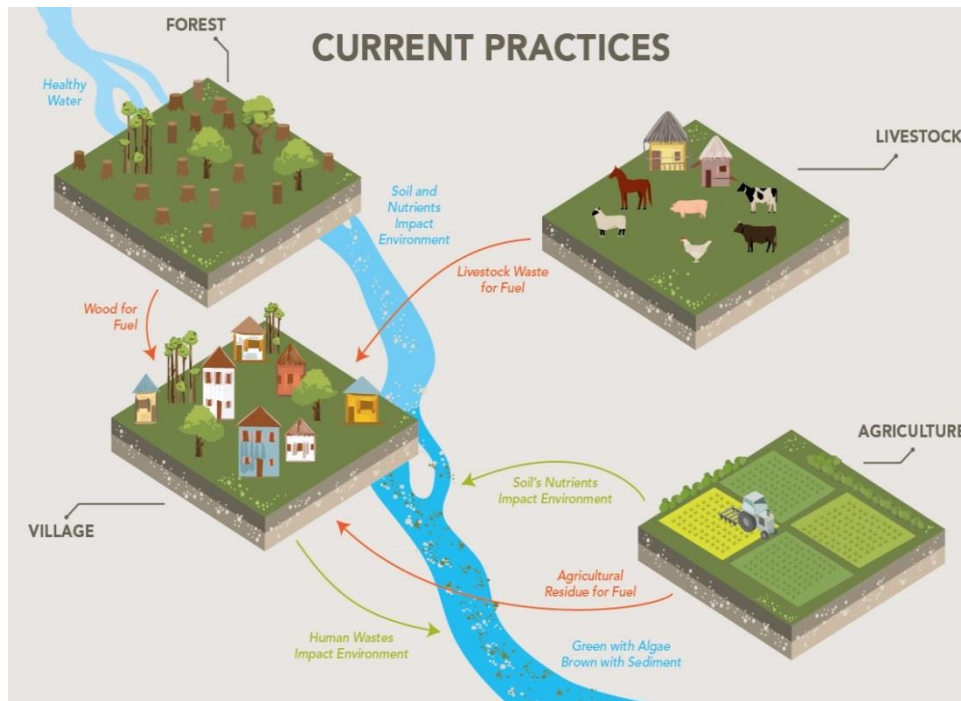 FOREST
CURRENT PRACTICES
Healthy
Water
LIVESTOCK
Soil and
Nutrients
Impact
Environment
Livestock Waste
for Fuel
Wood for
Fuel
AGRICULTURE
Soil's Nutrients
Impact Environment
VILLAGE
Agricultural
Residue for Fuel
Human Wastes
Impact Environment
Green with Algae
Brown with Sediment